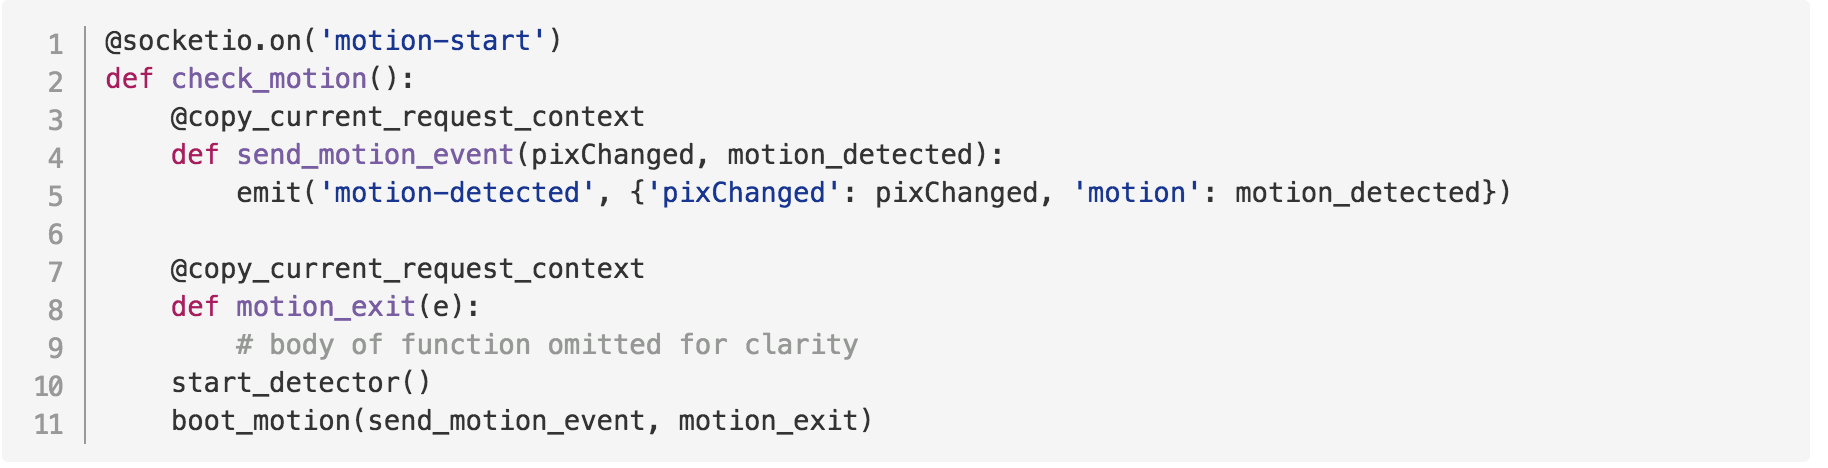 1 @socketio.on('motion-start')
2 def check_motion():
3     @copy_current_request_context
4     def send_motion_event(pixChanged, motion_detected):
5         emit('motion-detected', {'pixChanged': pixChanged, 'motion': motion_detected})
6
7     @copy_current_request_context
8     def motion_exit(e):
9         # body of function omitted for clarity
10     start_detector()
11     boot_motion(send_motion_event, motion_exit)